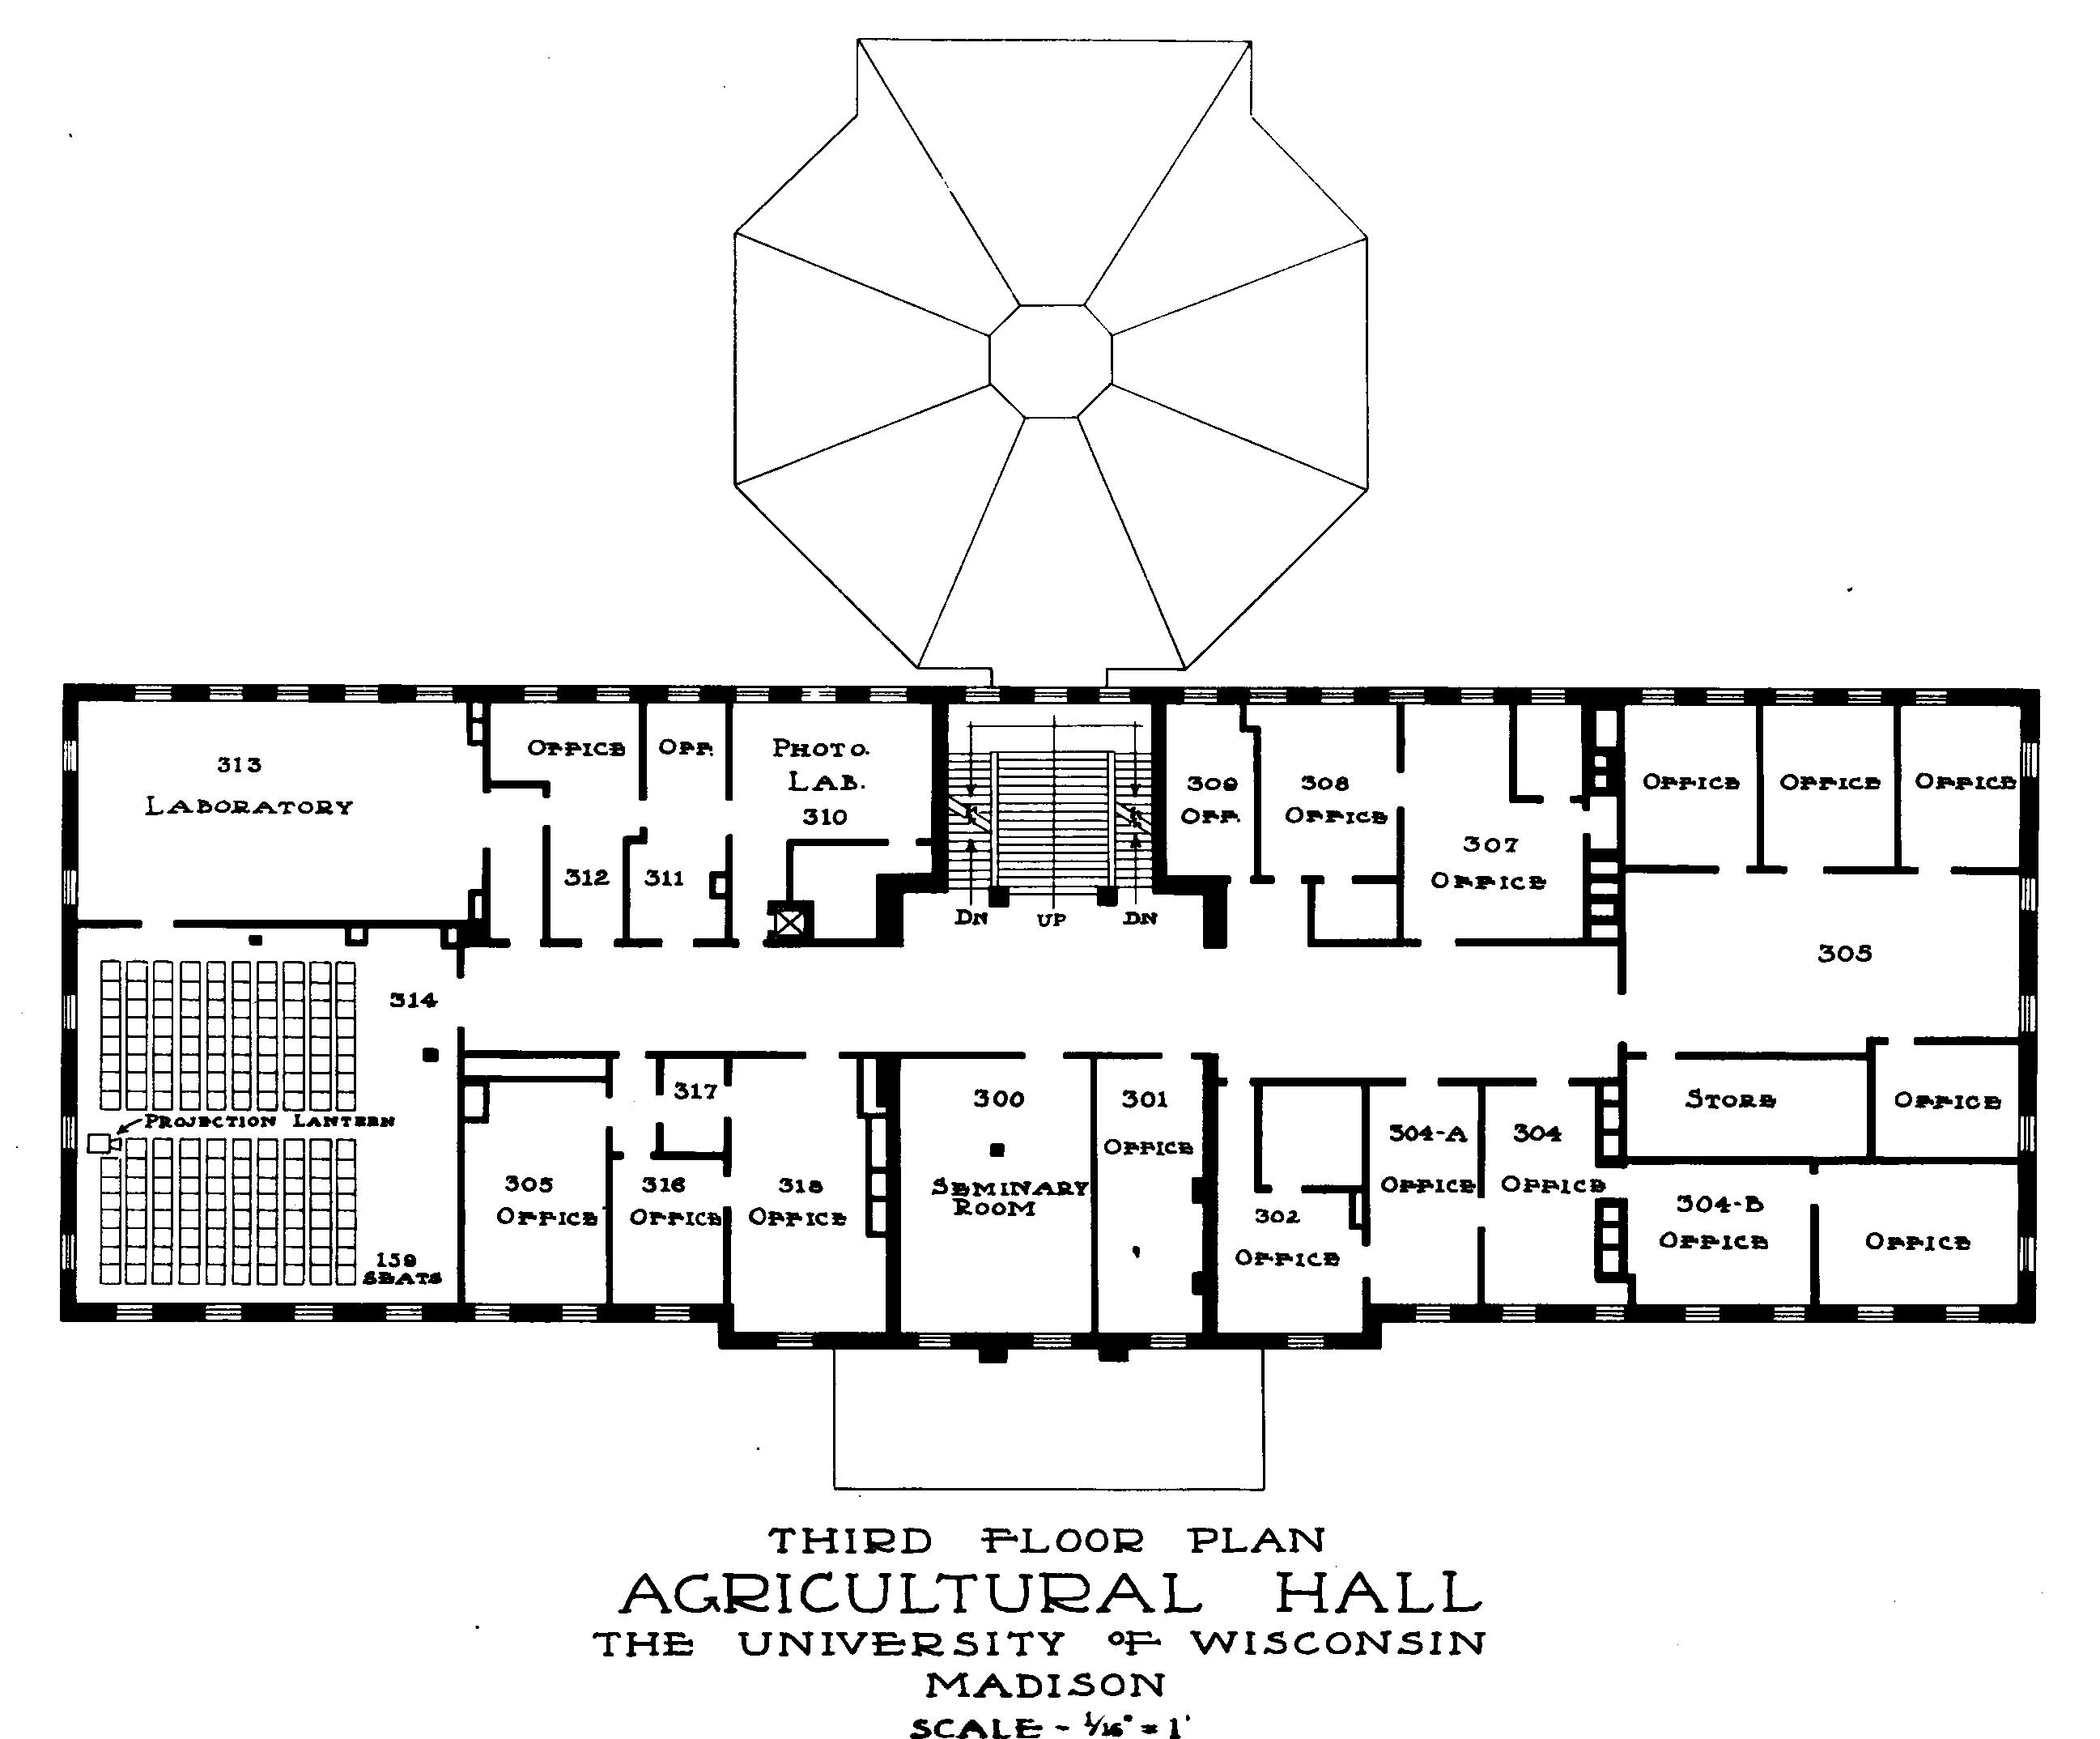 313
LABORATORY
OFFICE
OFF.
PHOTO.
LAB.
310
312
311
DN
UP
DN
309
OFF.
308
OFFICE
307
OFFICE
OFFICE
OFFICE
OFFICE
305
314
PROJECTION LANTERN
159
SEATS
305
OFFICE
317
316
OFFICE
318
OFFICE
300
SEMINARY
ROOM
301
OFFICE
302
OFFICE
304-A
OFFICE
304
OFFICE
STORE
OFFICE
304-B
OFFICE
OFFICE
THIRD FLOOR PLAN
AGRICULTURAL HALL
THE UNIVERSITY OF WISCONSIN
MADISON
SCALE - 1/16" = 1'